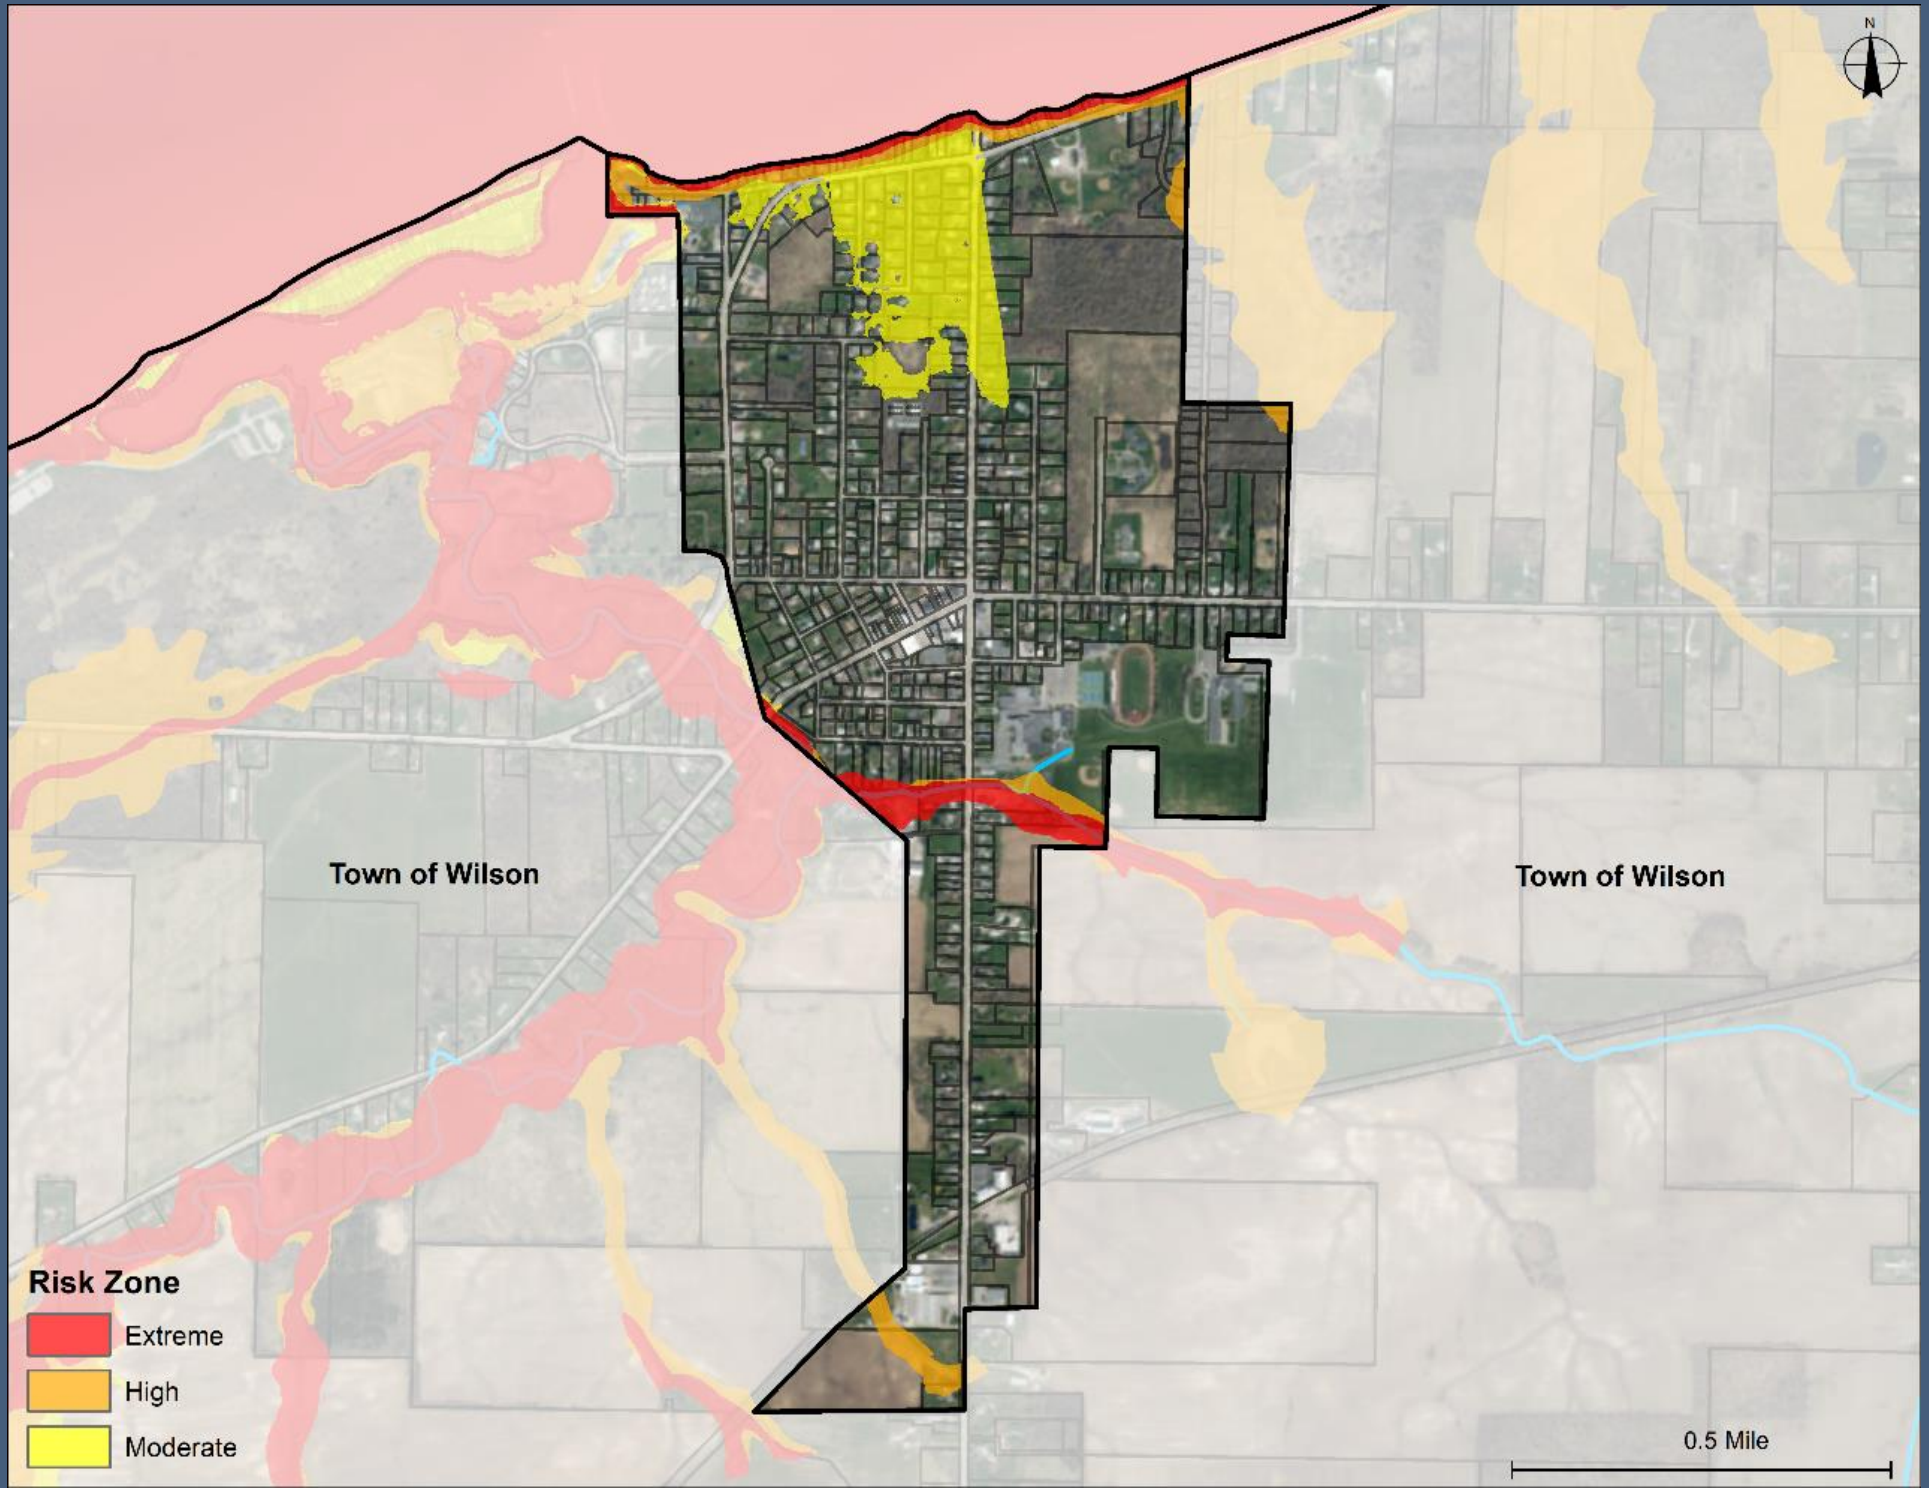 N
Town of Wilson
Town of Wilson
Risk Zone
Extreme
High
Moderate
0.5 Mile